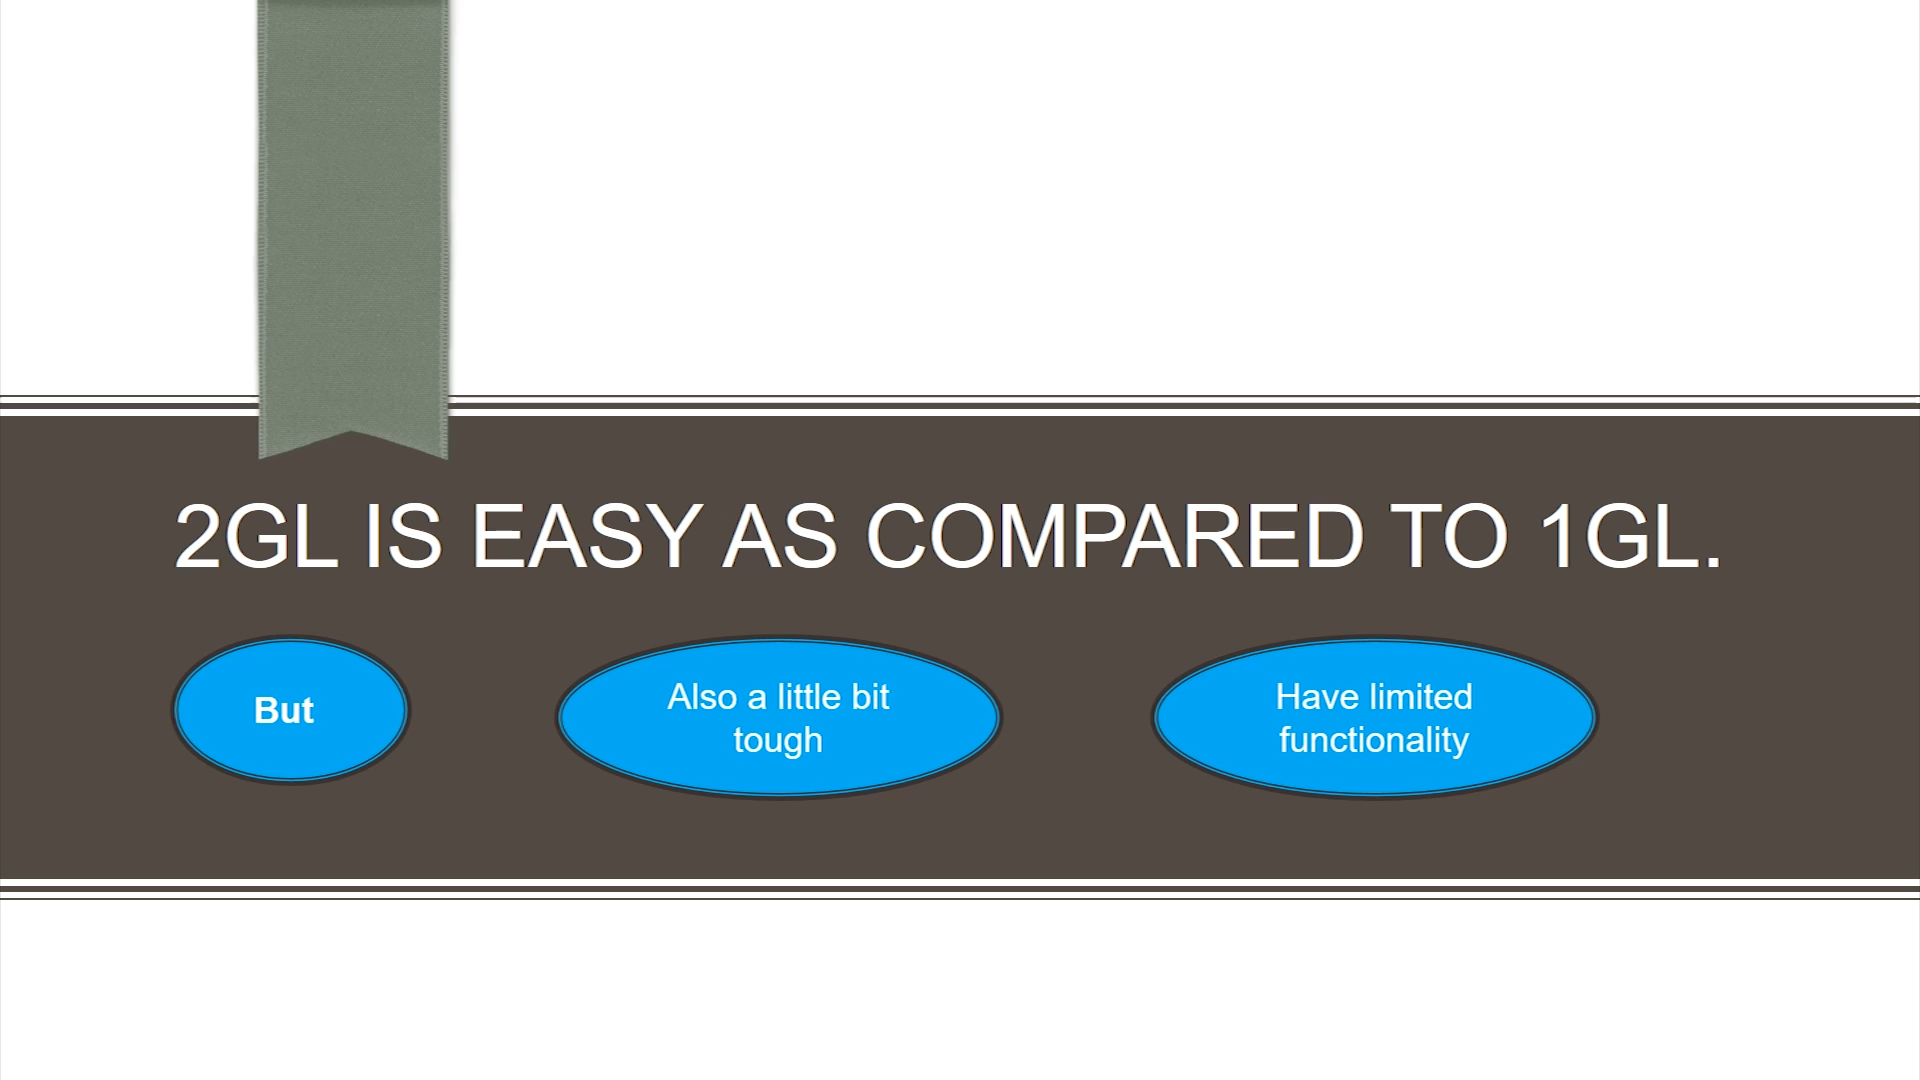 2GL IS EASY AS COMPARED TO 1GL.
But
Also a little bit
tough
Have limited
functionality